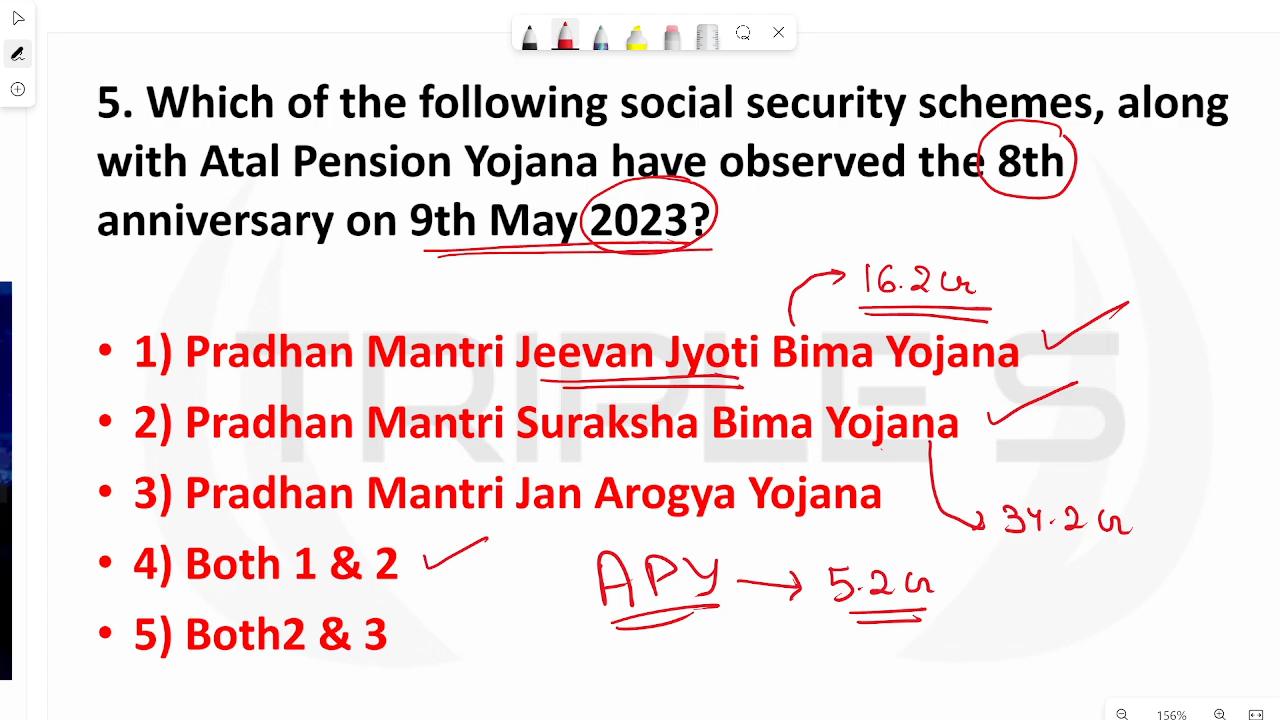 5. Which of the following social security schemes, along
with Atal Pension Yojana have observed the 8th
anniversary on 9th May 2023?
16.2 Cr
• 1) Pradhan Mantri Jeevan Jyoti Bima Yojana
• 2) Pradhan Mantri Suraksha Bima Yojana
• 3) Pradhan Mantri Jan Arogya Yojana
34.2 Cr
• 4) Both 1 & 2
APY → 5.2 Cr
• 5) Both2 & 3
TRIPLE S
156%